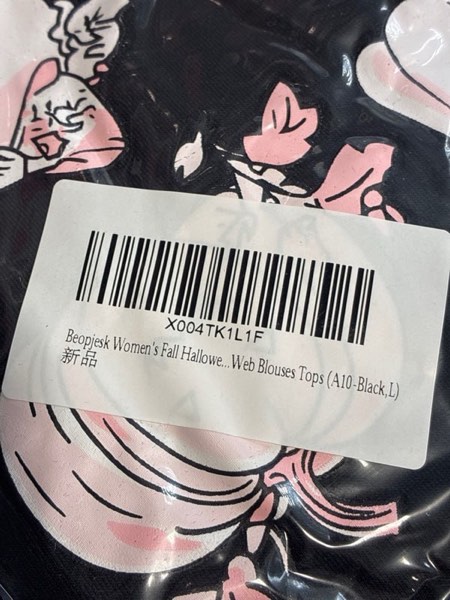 X004TK1L1F
Beopjesk Women's Fall Hallowe...Web Blouses Tops (A10-Black,L)
新品